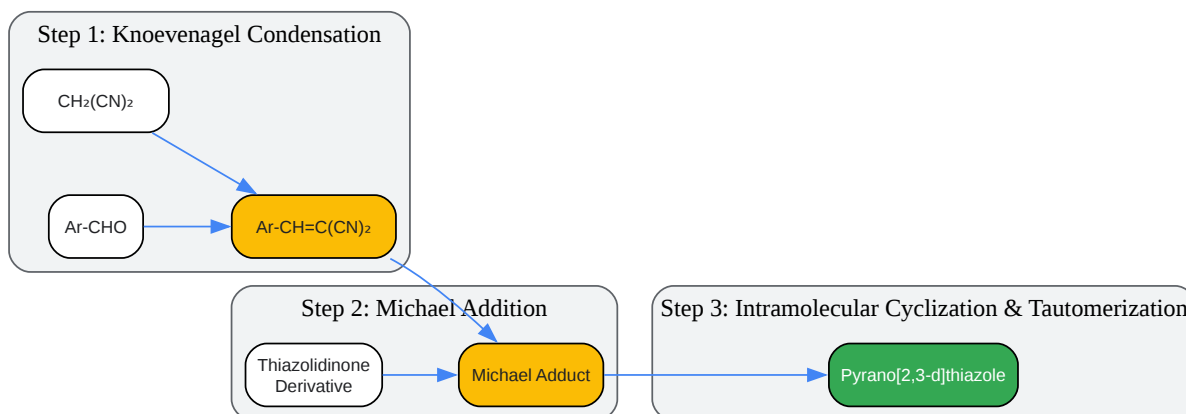 Step 1: Knoevenagel Condensation
CH₂(CN)₂
Ar-CHO
Ar-CH=C(CN)₂
Step 2: Michael Addition
Thiazolidinone
Derivative
Michael Adduct
Step 3: Intramolecular Cyclization & Tautomerization
Pyrano[2,3-d]thiazole